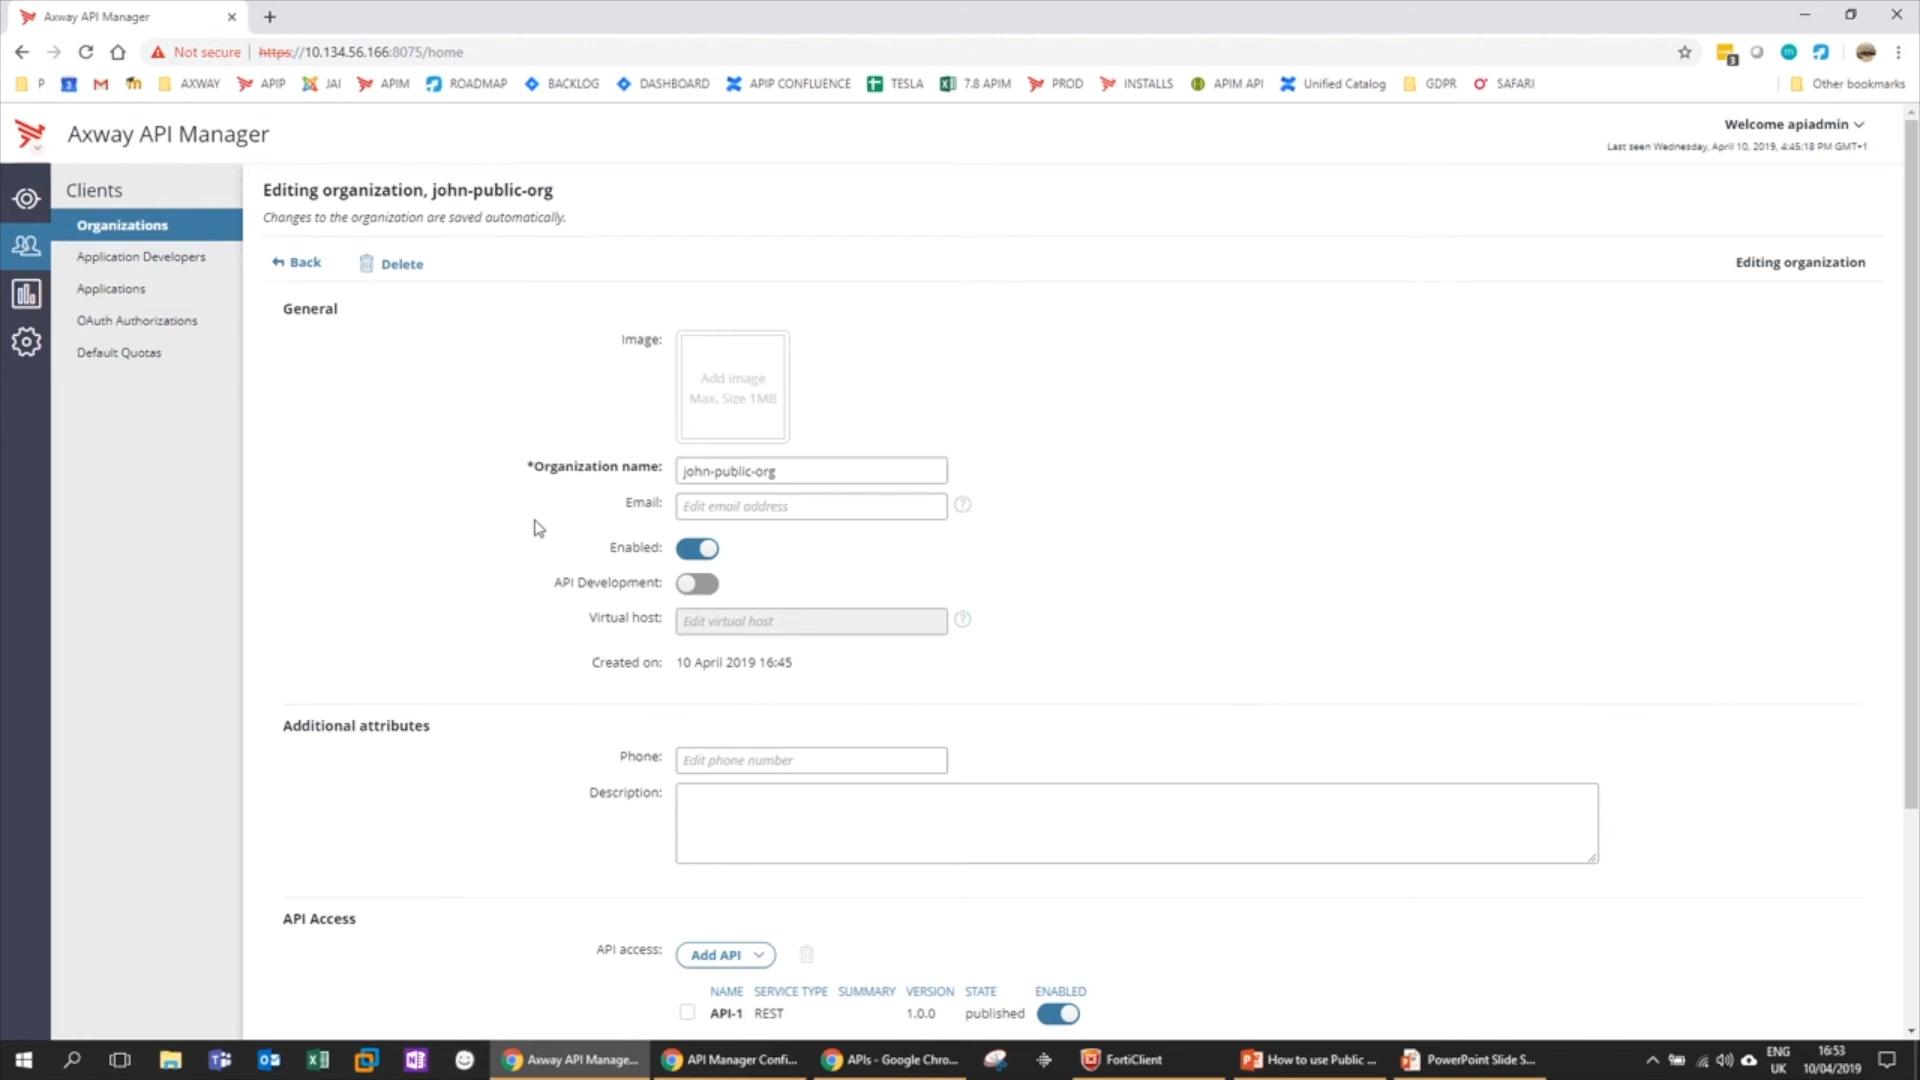 Axway API Manager
Not secure | https://10.134.56.166:8075/home
P
AXWAY
APIP
JAI
APIM
ROADMAP
BACKLOG
DASHBOARD
APIP CONFLUENCE
TESLA
7.8 APIM
PROD
INSTALLS
APIM API
Unified Catalog
GDPR
SAFARI
Other bookmarks
Axway API Manager
Welcome apiadmin
Last seen Wednesday, April 10, 2019, 4:45:18 PM GMT+1
Clients
Organizations
Application Developers
Applications
OAuth Authorizations
Default Quotas
Editing organization, john-public-org
Changes to the organization are saved automatically.
Back
Delete
Editing organization
General
Image:
Add image
Max. Size 1MB
*Organization name:
john-public-org
Email:
Edit email address
?
Enabled:
API Development:
Virtual host:
Edit virtual host
?
Created on:
10 April 2019 16:45
Additional attributes
Phone:
Edit phone number
Description:
API Access
API access:
Add API
NAME SERVICE TYPE SUMMARY VERSION STATE ENABLED
API-1 REST 1.0.0 published
Axway API Manage...
API Manager Confi...
APIs - Google Chro...
FortiClient
How to use Public ...
PowerPoint Slide S...
ENG
UK
16:53
10/04/2019